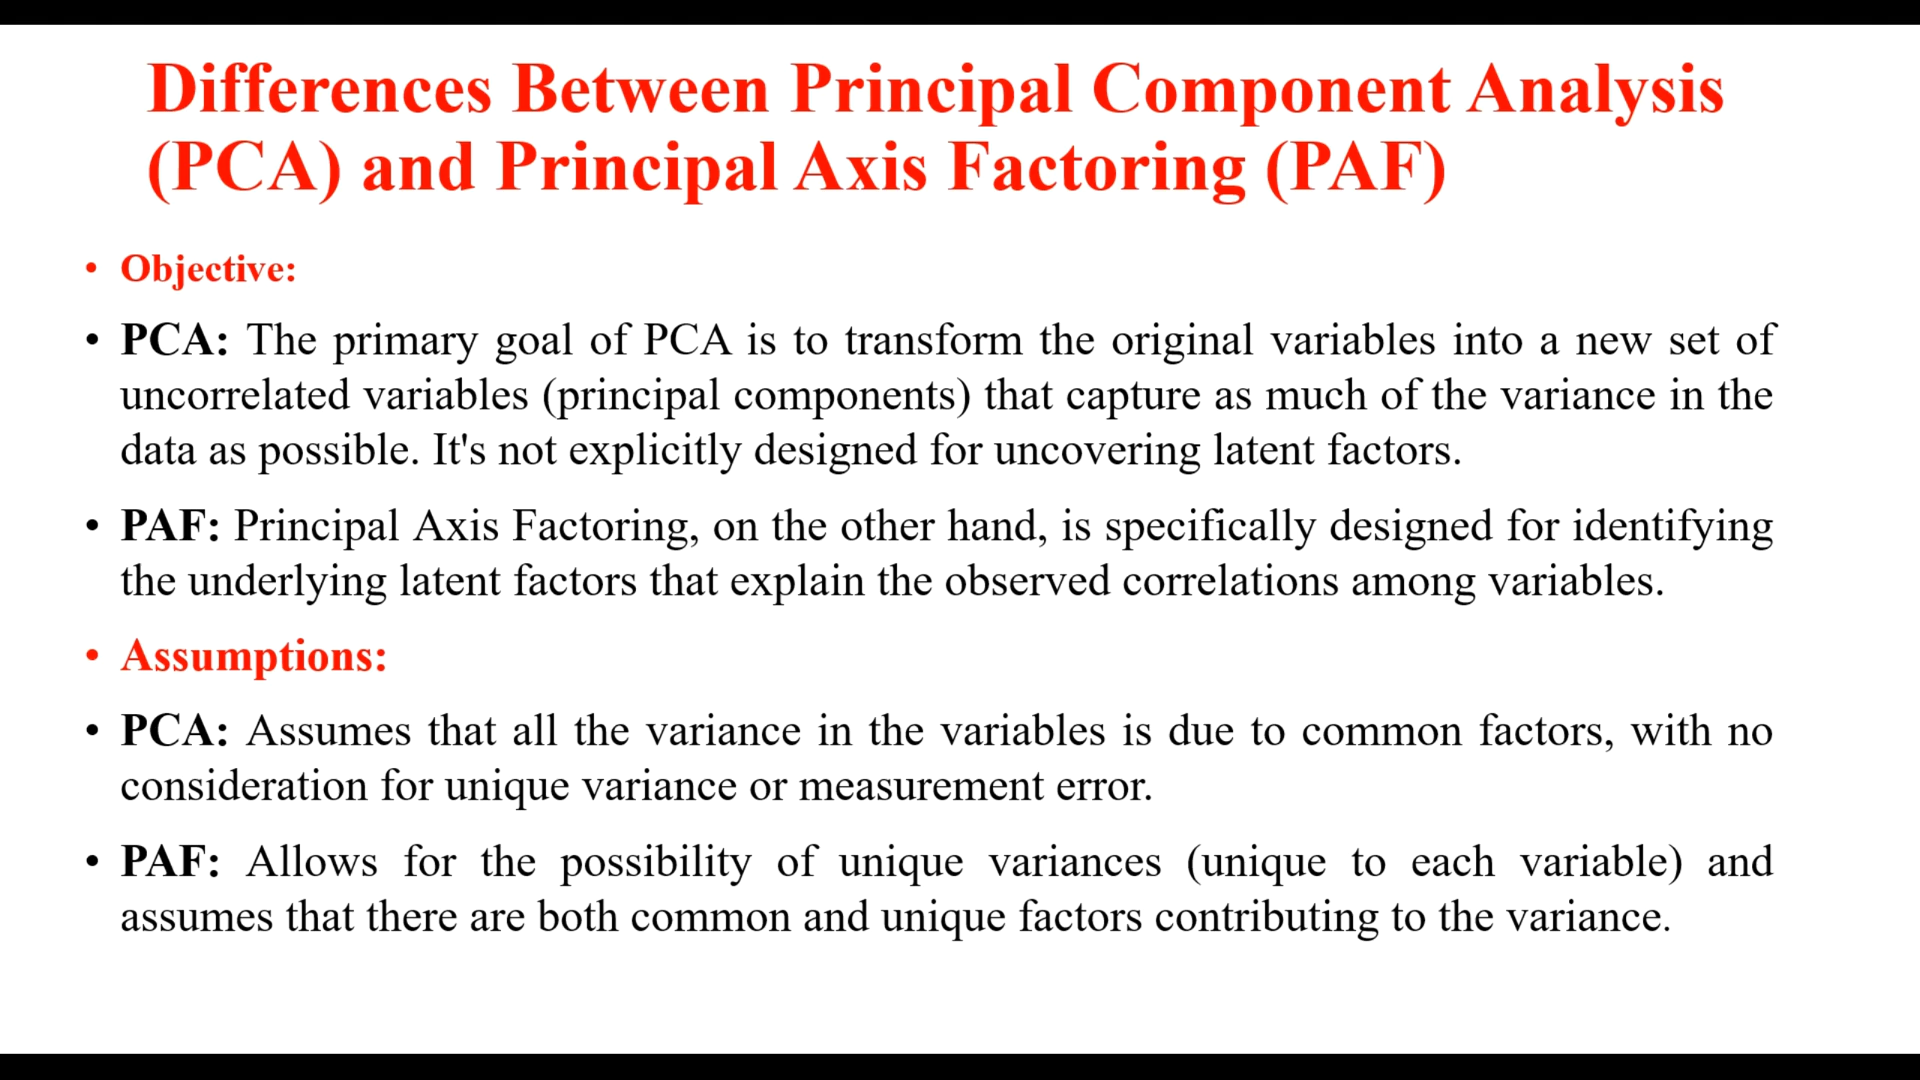 Differences Between Principal Component Analysis
(PCA) and Principal Axis Factoring (PAF)
• Objective:
• PCA: The primary goal of PCA is to transform the original variables into a new set of
uncorrelated variables (principal components) that capture as much of the variance in the
data as possible. It's not explicitly designed for uncovering latent factors.
• PAF: Principal Axis Factoring, on the other hand, is specifically designed for identifying
the underlying latent factors that explain the observed correlations among variables.
• Assumptions:
• PCA: Assumes that all the variance in the variables is due to common factors, with no
consideration for unique variance or measurement error.
• PAF: Allows for the possibility of unique variances (unique to each variable) and
assumes that there are both common and unique factors contributing to the variance.